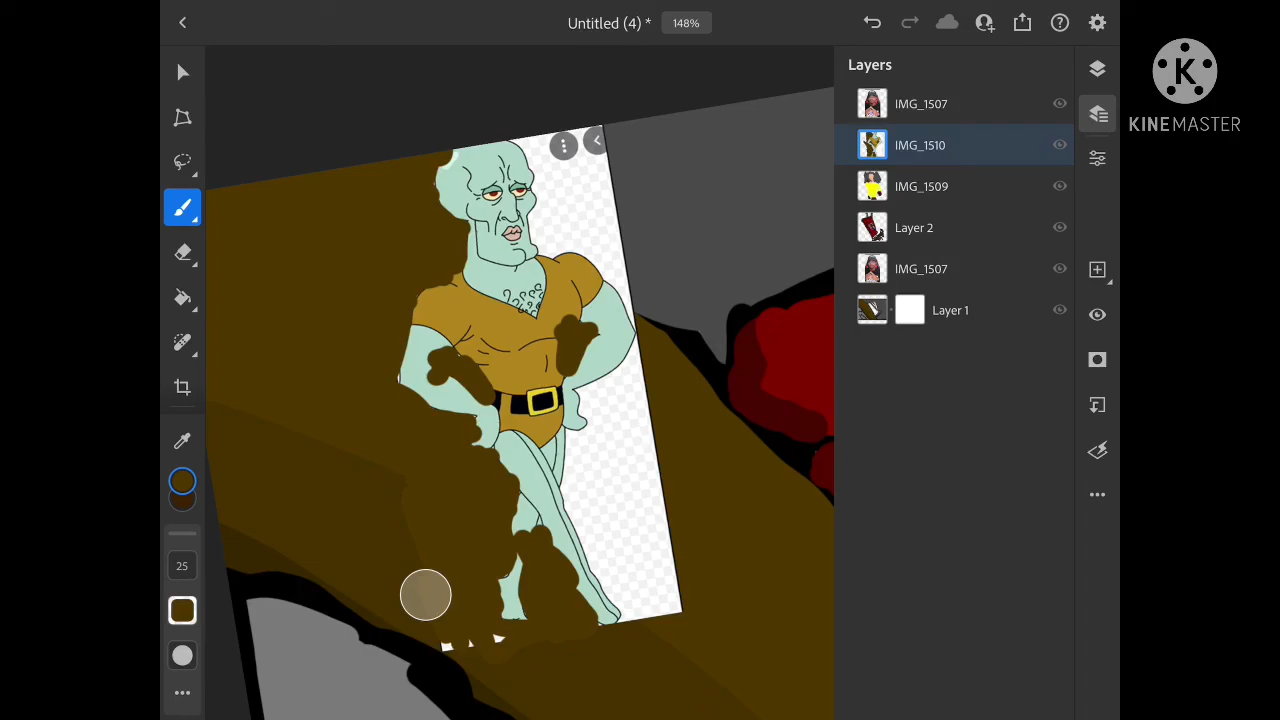 Untitled (4) *
148%
Layers
IMG_1507
IMG_1510
IMG_1509
Layer 2
IMG_1507
Layer 1
25
K
KINEMASTER